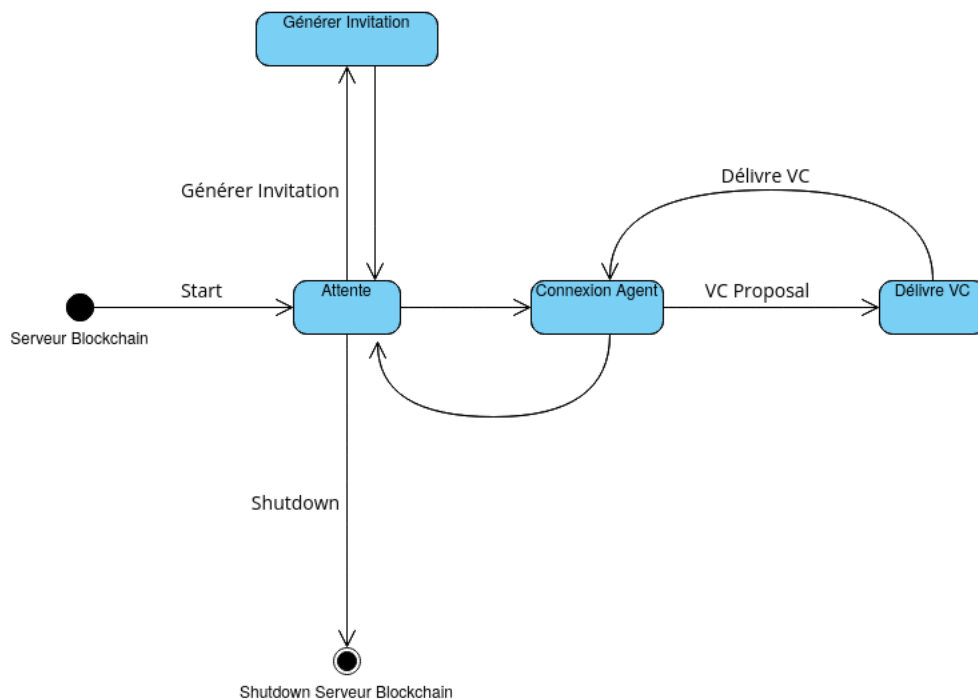 Générer Invitation
Générer Invitation
Délivre VC
Start
Attente
Connexion Agent
VC Proposal
Délivre VC
Serveur Blockchain
Shutdown
Shutdown Serveur Blockchain